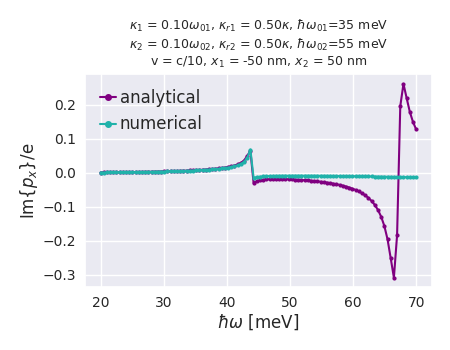 κ₁ = 0.10ω₀₁, κᵣ₁ = 0.50κ, ℏω₀₁=35 meV
κ₂ = 0.10ω₀₂, κᵣ₂ = 0.50κ, ℏω₀₂=55 meV
v = c/10, x₁ = -50 nm, x₂ = 50 nm
analytical
numerical
Im{pₓ}/e
0.2
0.1
0.0
−0.1
−0.2
−0.3
20 30 40 50 60 70
ℏω [meV]